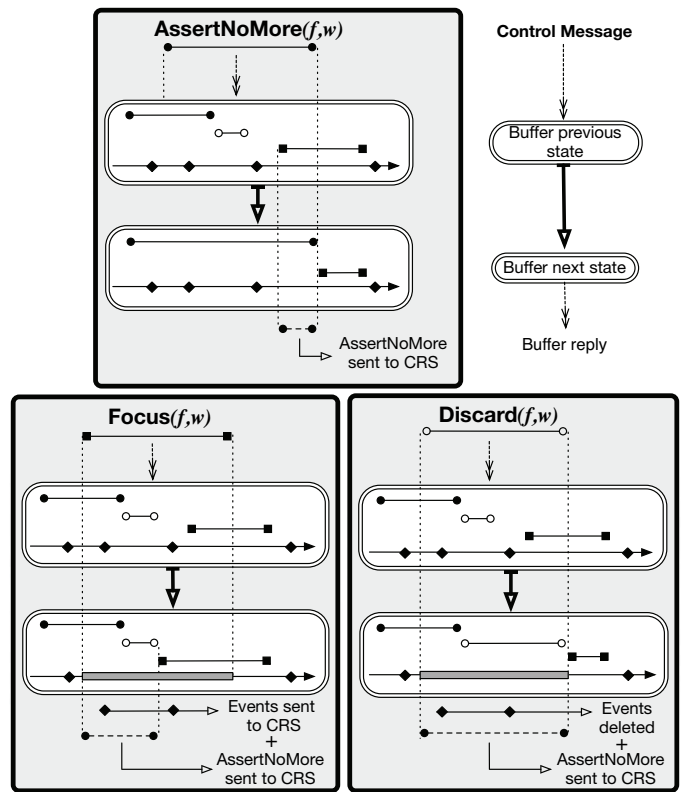 AssertNoMore(f,w)
Control Message
Buffer previous
state
Buffer next state
Buffer reply
AssertNoMore
sent to CRS
Focus(f,w)
Events sent
to CRS
+
AssertNoMore
sent to CRS
Discard(f,w)
Events
deleted
+
AssertNoMore
sent to CRS